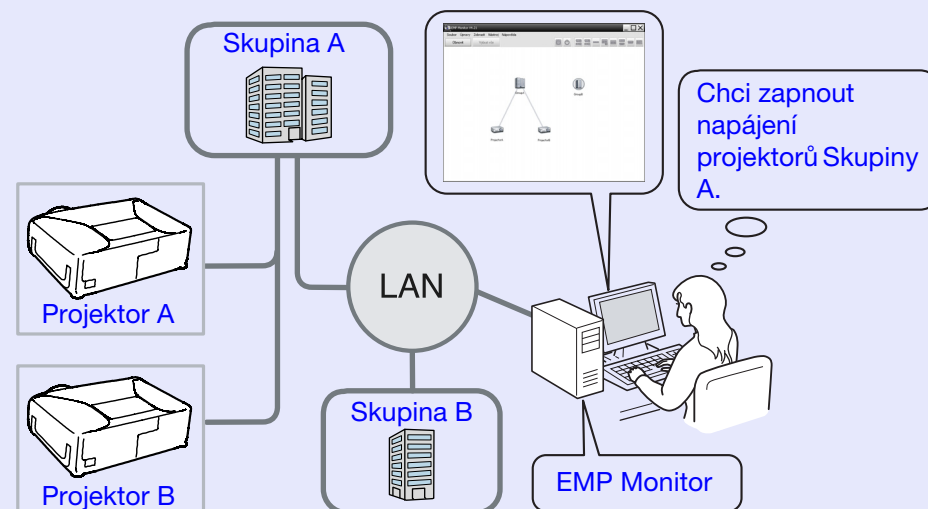 Skupina A
Chci zapnout
napájení
projektorů Skupiny
A.
Projektor A
LAN
Projektor B
Skupina B
EMP Monitor